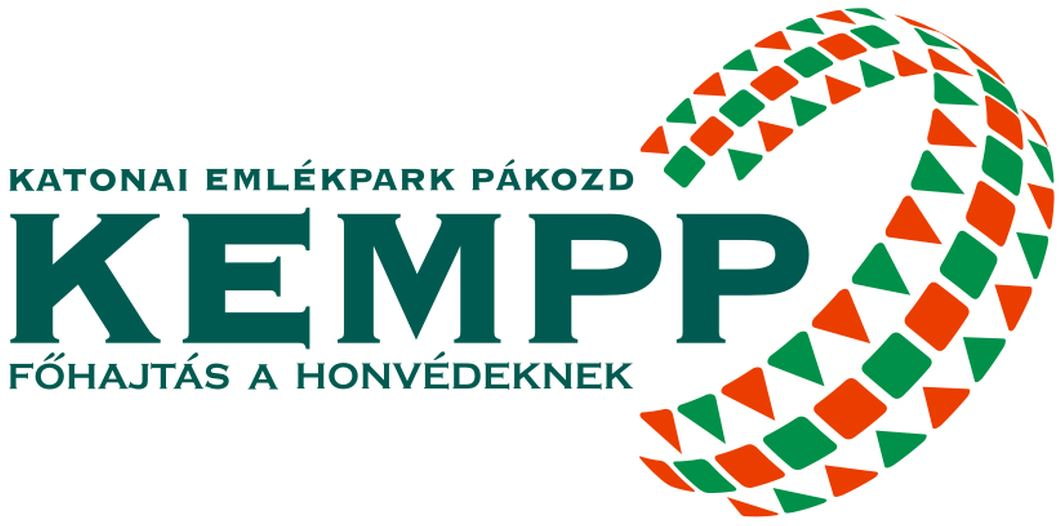 KATONAI EMLÉKPARK PÁKOZD
KEMPP
FŐHAJTÁS A HONVÉDEKNEK